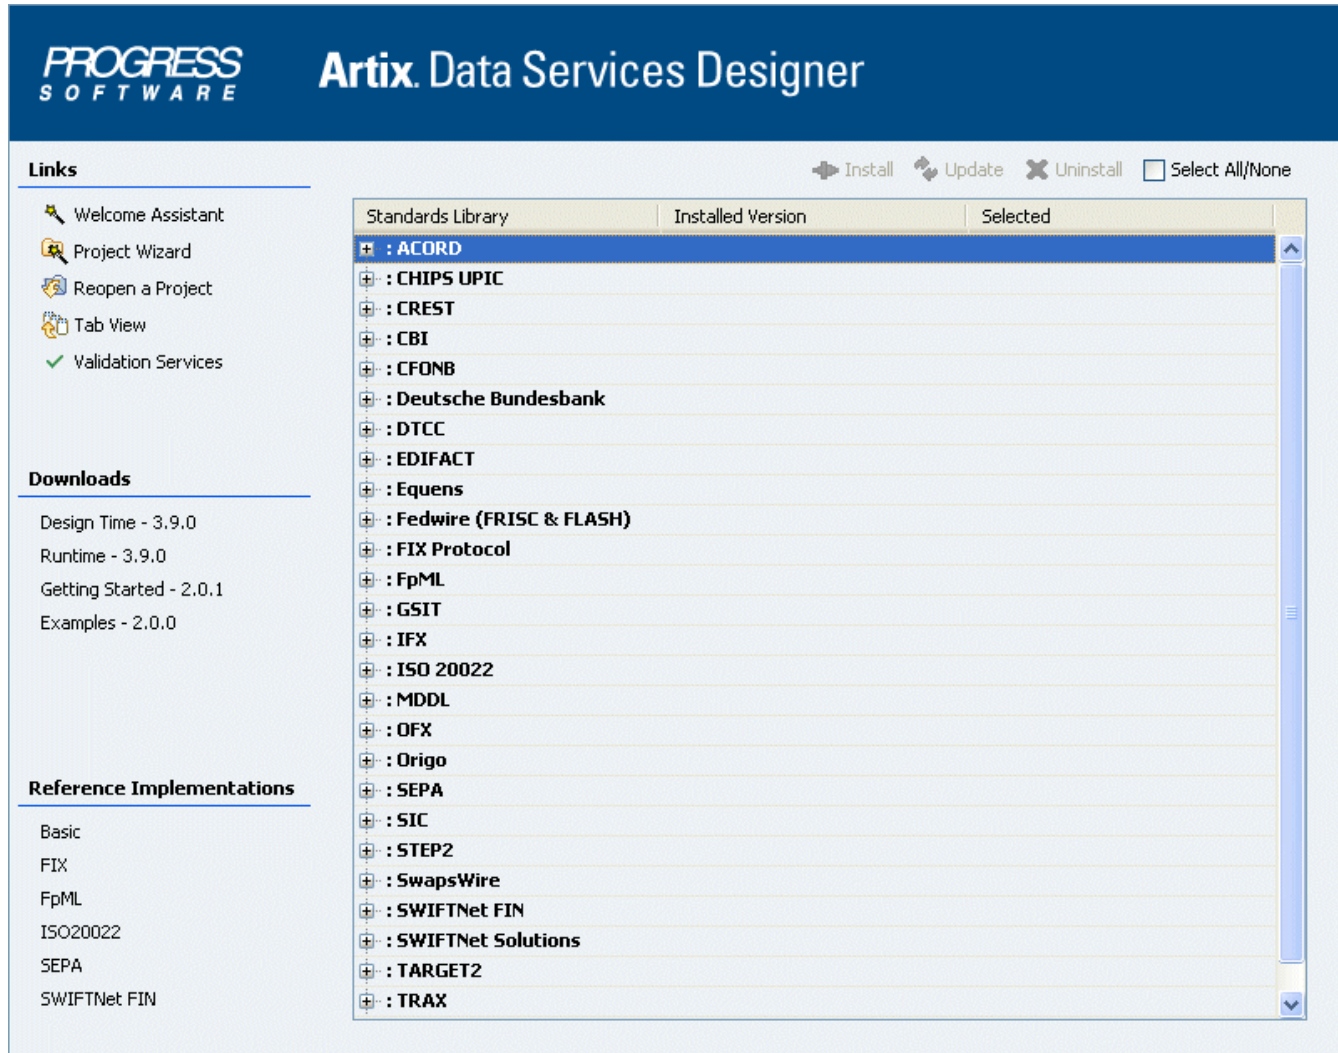 PROGRESS
SOFTWARE
Artix. Data Services Designer
Links
Welcome Assistant
Project Wizard
Reopen a Project
Tab View
Validation Services
Downloads
Design Time - 3.9.0
Runtime - 3.9.0
Getting Started - 2.0.1
Examples - 2.0.0
Reference Implementations
Basic
FIX
FpML
ISO20022
SEPA
SWIFTNet FIN
Install Update Uninstall Select All/None
Standards Library Installed Version Selected
: ACORD
: CHIPS UPIC
: CREST
: CBI
: CFONB
: Deutsche Bundesbank
: DTCC
: EDIFACT
: Equens
: Fedwire (FRISC & FLASH)
: FIX Protocol
: FpML
: GSIT
: IFX
: ISO 20022
: MDDL
: OFX
: Origo
: SEPA
: SIC
: STEP2
: SwapsWire
: SWIFTNet FIN
: SWIFTNet Solutions
: TARGET2
: TRAX